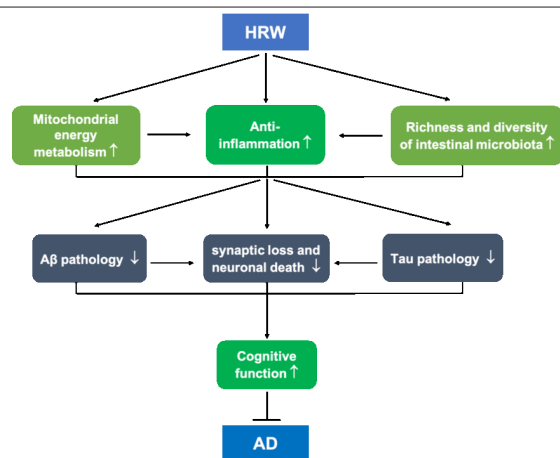 HRW
Mitochondrial
energy
metabolism ↑
Anti-
inflammation ↑
Richness and diversity
of intestinal microbiota ↑
Aβ pathology ↓
synaptic loss and
neuronal death ↓
Tau pathology ↓
Cognitive
function ↑
AD